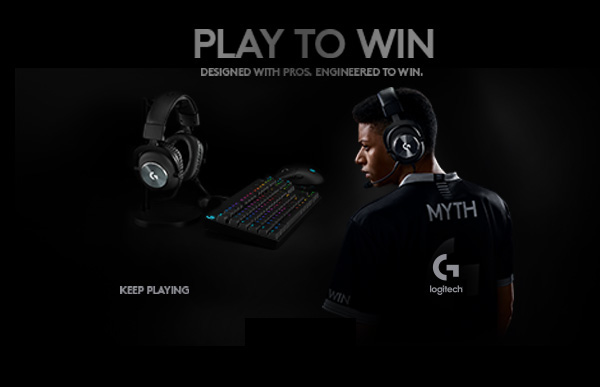 PLAY TO WIN
DESIGNED WITH PROS. ENGINEERED TO WIN.
MYTH
KEEP PLAYING
logitech
WIN